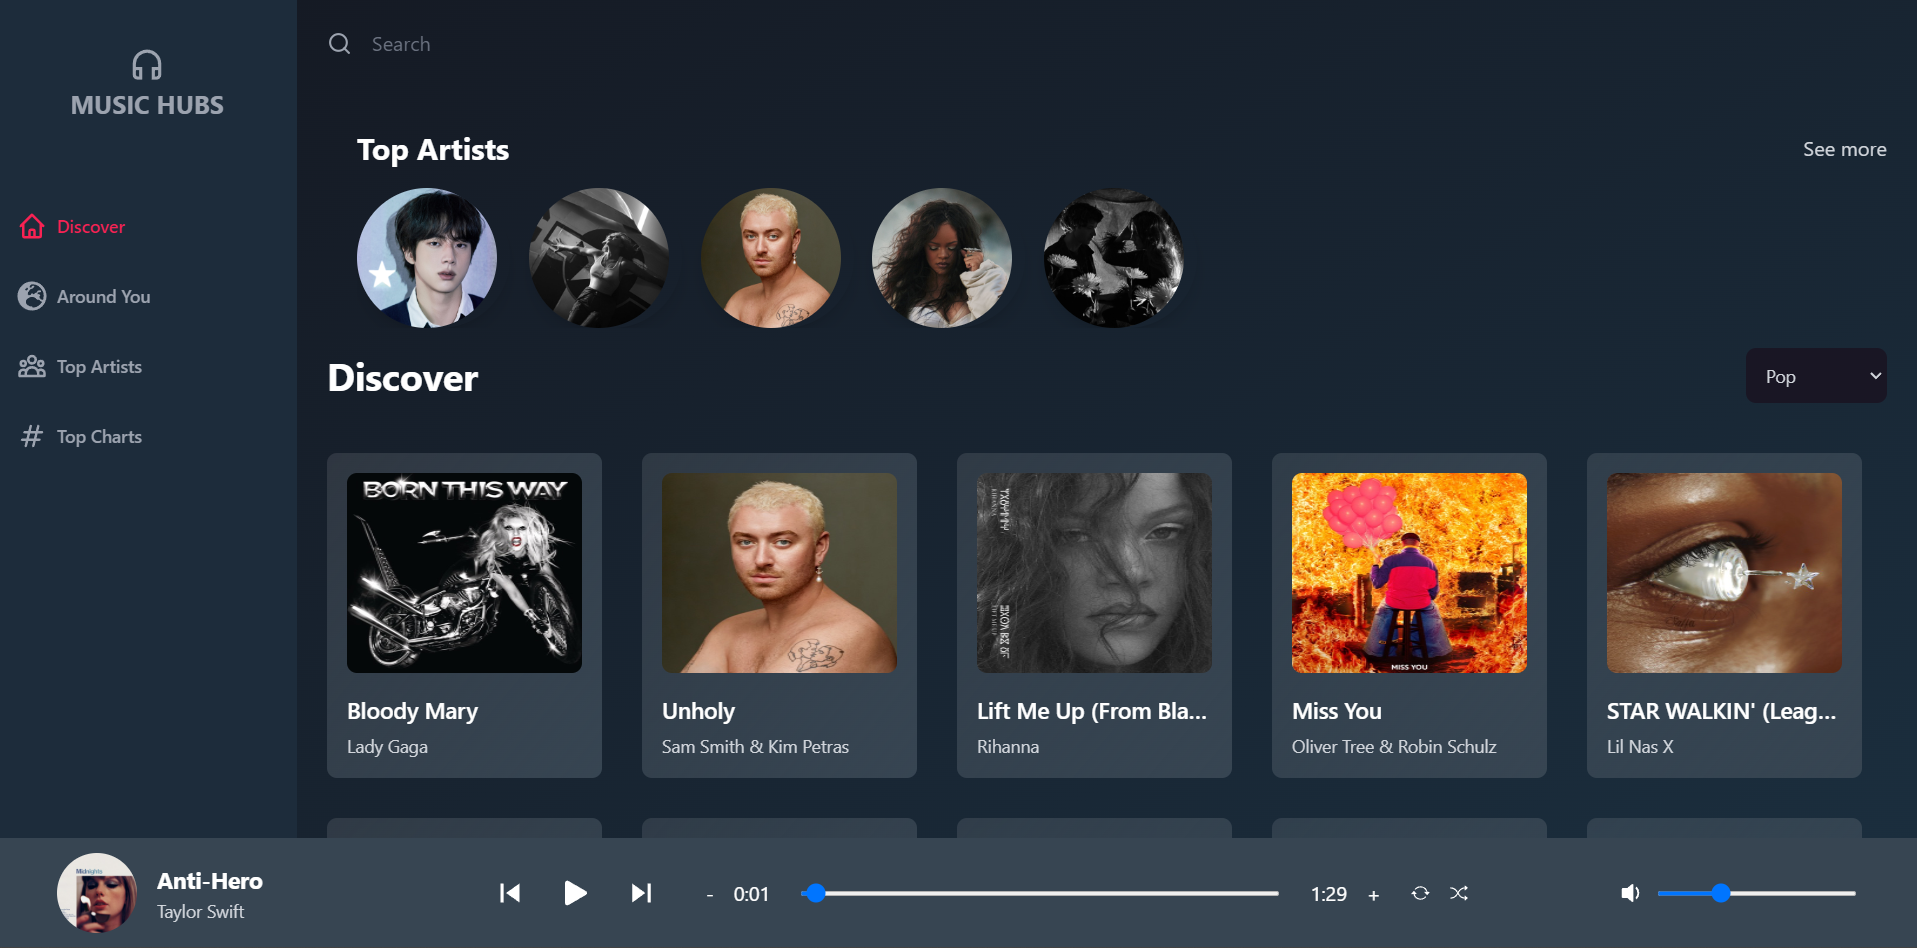 MUSIC HUBS
Discover
Around You
Top Artists
Top Charts
Search
Top Artists
See more
Discover
Pop
BORN THIS WAY
MISS YOU
Bloody Mary
Lady Gaga
Unholy
Sam Smith & Kim Petras
Lift Me Up (From Bla...
Rihanna
Miss You
Oliver Tree & Robin Schulz
STAR WALKIN' (Leag...
Lil Nas X
Midnights
Anti-Hero
Taylor Swift
- 0:01
1:29 +